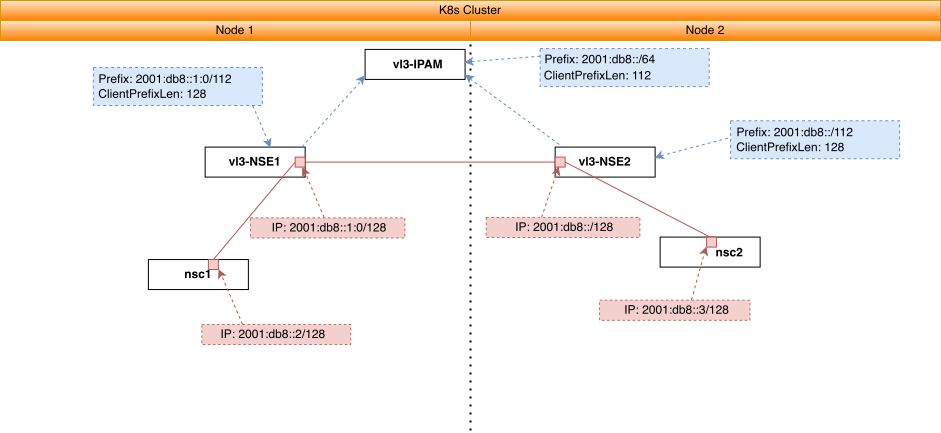 K8s Cluster
Node 1
Node 2
vl3-IPAM
Prefix: 2001:db8::/64
ClientPrefixLen: 112
Prefix: 2001:db8::1:0/112
ClientPrefixLen: 128
Prefix: 2001:db8::/112
ClientPrefixLen: 128
vl3-NSE1
vl3-NSE2
IP: 2001:db8::1:0/128
IP: 2001:db8::/128
nsc2
nsc1
IP: 2001:db8::3/128
IP: 2001:db8::2/128